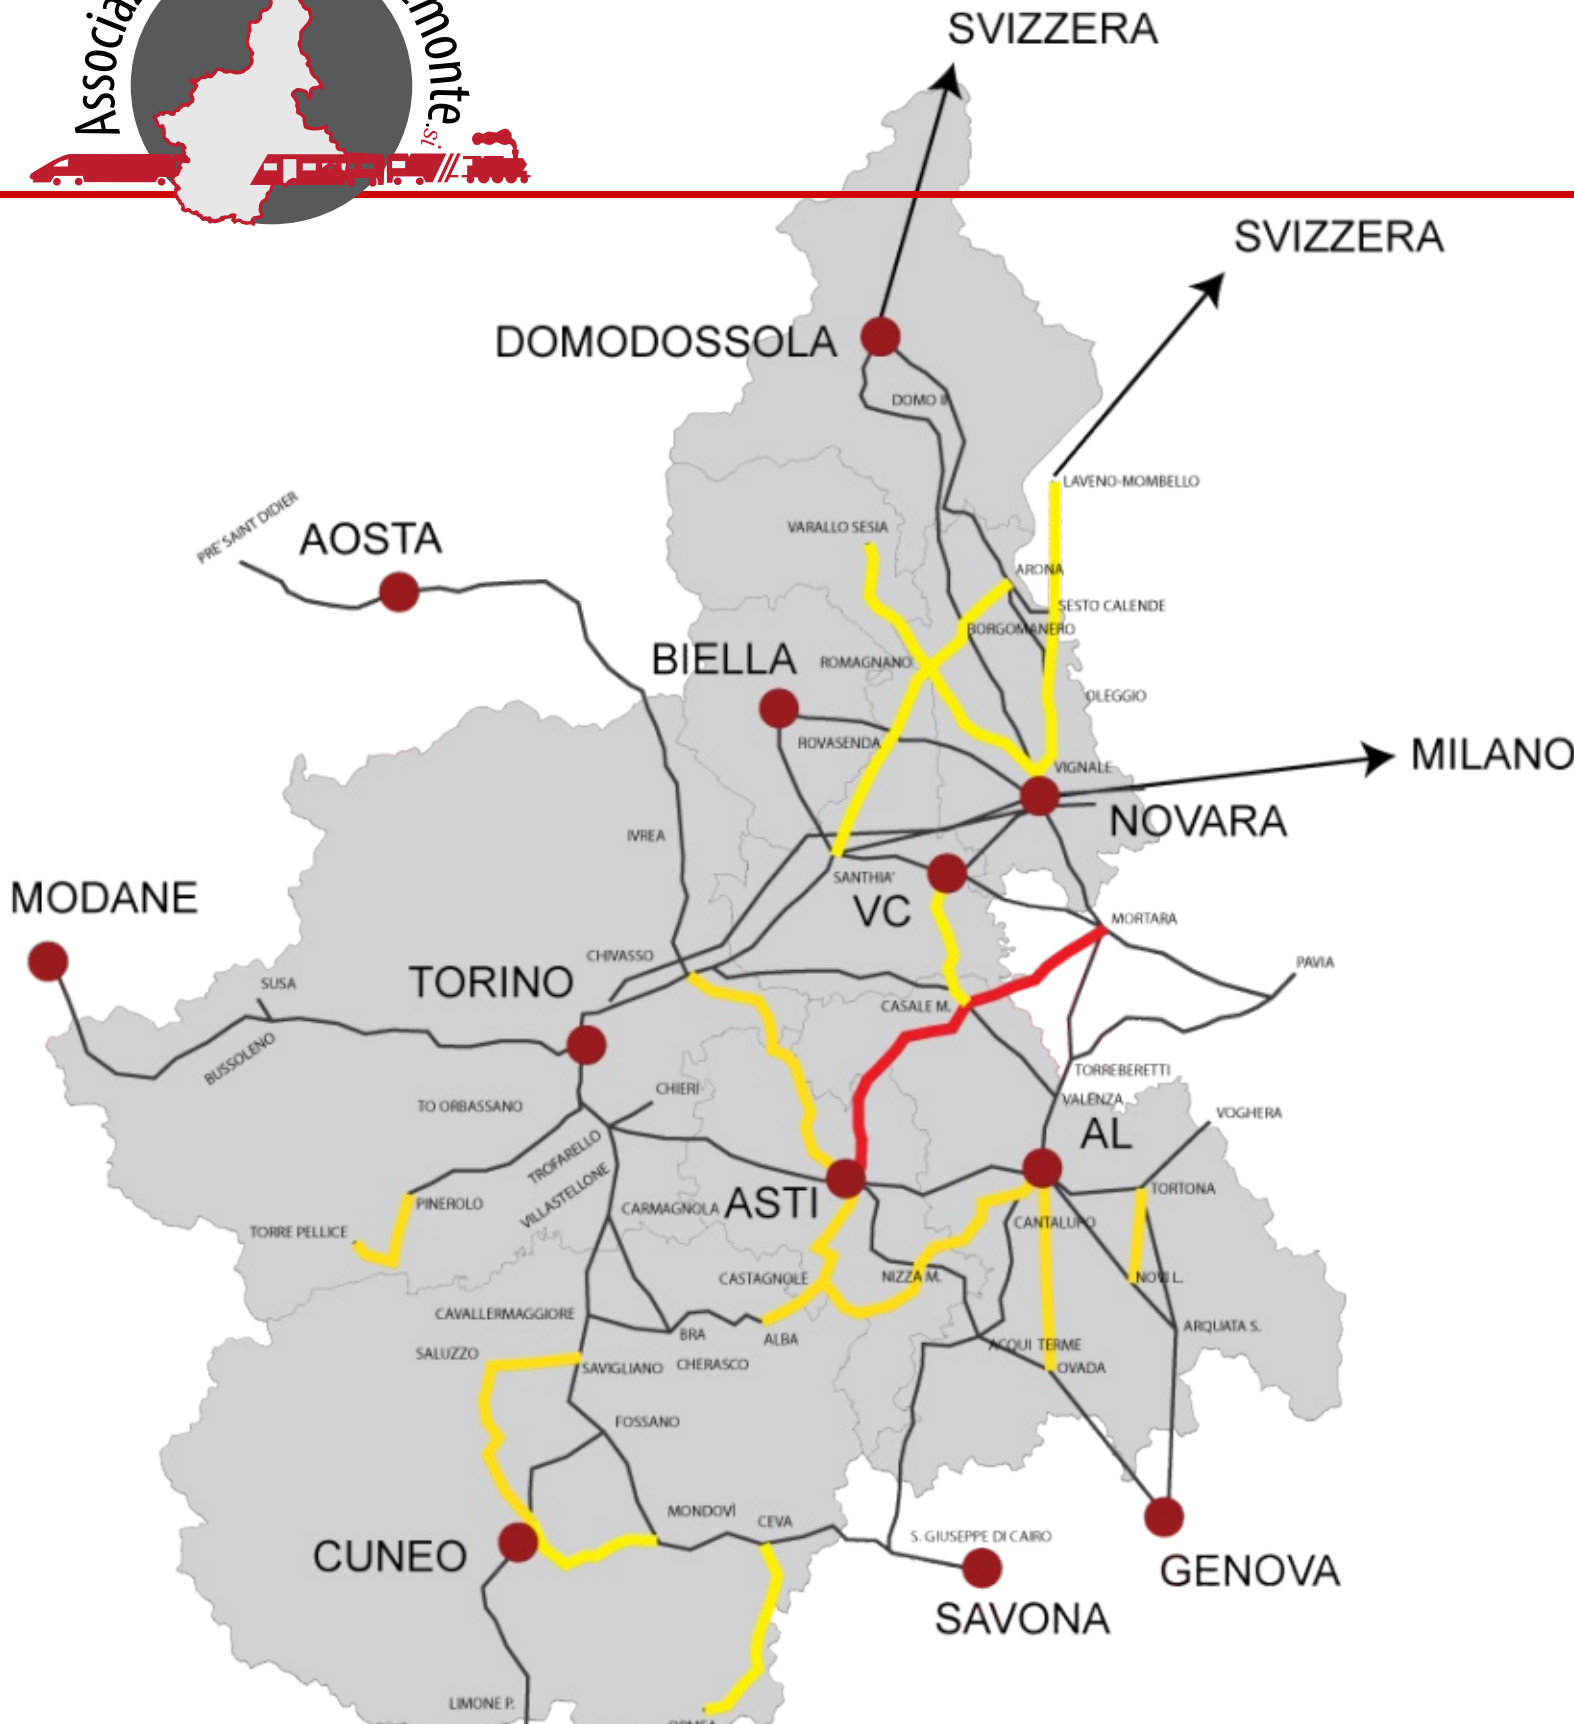 SVIZZERA
emonte.si
SVIZZERA
DOMODOSSOLA
DOMO II
LAVENO-MOMBELLO
PRE' SAINT DIDIER
AOSTA
VARALLO SESIA
ARONA
SESTO CALENDE
BORGOMANERO
BIELLA
ROMAGNANO
OLEGGIO
ROVASENDA
MILANO
VIGNALE
NOVARA
IVREA
SANTHIA'
MODANE
VC
MORTARA
CHIVASSO
PAVIA
TORINO
SUSA
CASALE M.
BUSSOLENO
TORREBERETTI
CHIERI
VALENZA
TO ORBASSANO
VOGHERA
AL
TROFARELLO
VILLASTELLONE
TORTONA
PINEROLO
ASTI
CARMAGNOLA
CANTALUPO
TORRE PELLICE
CASTAGNOLE
NIZZA M.
NOVI L.
CAVALLERMAGGIORE
BRA
ALBA
ARQUATA S.
ACQUI TERME
SALUZZO
SAVIGLIANO
CHERASCO
OVADA
FOSSANO
MONDOVÌ
CEVA
S. GIUSEPPE DI CAIRO
CUNEO
GENOVA
SAVONA
LIMONE P.